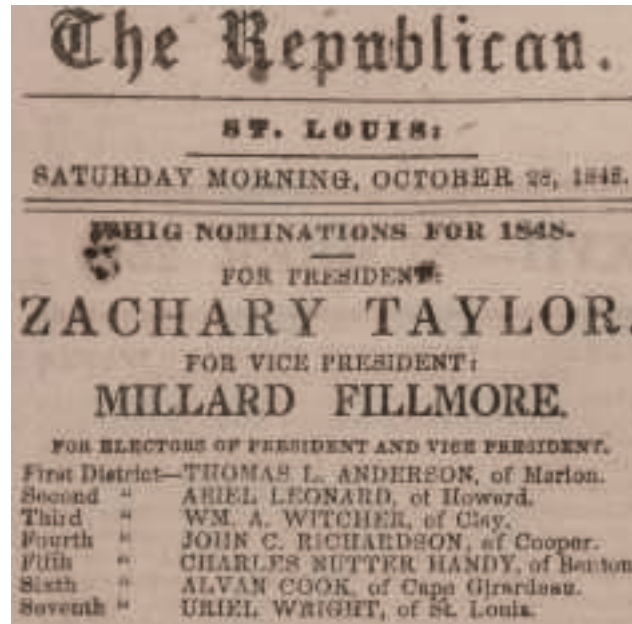 The Republican.
ST. LOUIS:
SATURDAY MORNING, OCTOBER 28, 1848.
WHIG NOMINATIONS FOR 1848.
FOR PRESIDENT:
ZACHARY TAYLOR.
FOR VICE PRESIDENT:
MILLARD FILLMORE.
FOR ELECTORS OF PRESIDENT AND VICE PRESIDENT.
First District—THOMAS L. ANDERSON, of Marion.
Second " ABIEL LEONARD, of Howard.
Third " WM. A. WITCHER, of Clay.
Fourth " JOHN C. RICHARDSON, of Cooper.
Fifth " CHARLES NUTTER HANDY, of Benton
Sixth " ALVAN COOK, of Cape Girardeau.
Seventh " URIEL WRIGHT, of St. Louis.